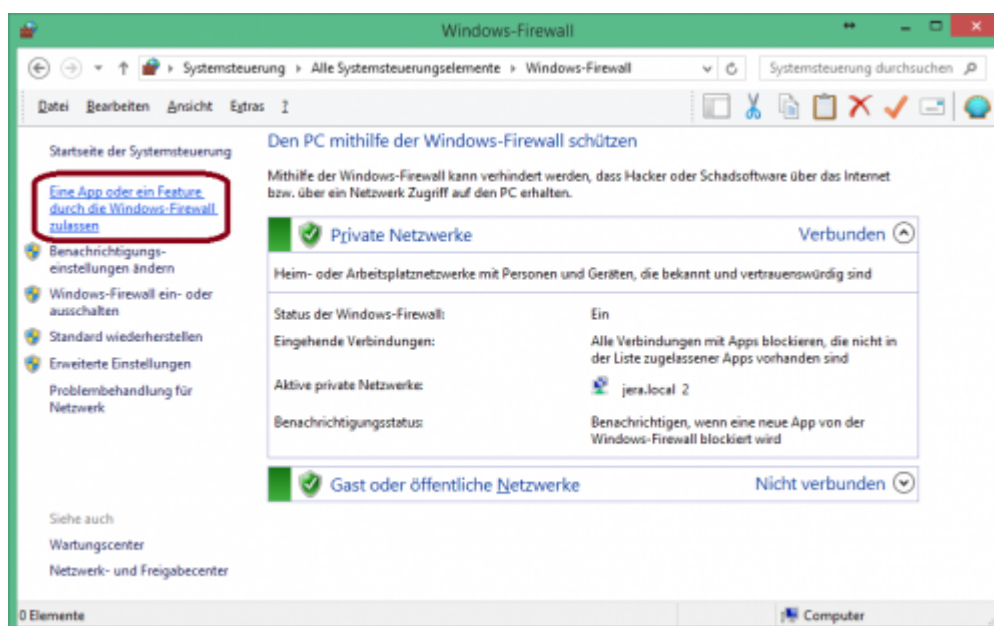 Windows-Firewall
Systemsteuerung ▸ Alle Systemsteuerungselemente ▸ Windows-Firewall
Systemsteuerung durchsuchen
Datei Bearbeiten Ansicht Extras ?
Startseite der Systemsteuerung
Eine App oder ein Feature
durch die Windows-Firewall
zulassen
Benachrichtigungs-
einstellungen ändern
Windows-Firewall ein- oder
ausschalten
Standard wiederherstellen
Erweiterte Einstellungen
Problembehandlung für
Netzwerk
Siehe auch
Wartungscenter
Netzwerk- und Freigabecenter
Den PC mithilfe der Windows-Firewall schützen
Mithilfe der Windows-Firewall kann verhindert werden, dass Hacker oder Schadsoftware über das Internet
bzw. über ein Netzwerk Zugriff auf den PC erhalten.
Private Netzwerke Verbunden
Heim- oder Arbeitsplatznetzwerke mit Personen und Geräten, die bekannt und vertrauenswürdig sind
Status der Windows-Firewall: Ein
Eingehende Verbindungen: Alle Verbindungen mit Apps blockieren, die nicht in
der Liste zugelassener Apps vorhanden sind
Aktive private Netzwerke: jera.local 2
Benachrichtigungsstatus: Benachrichtigen, wenn eine neue App von der
Windows-Firewall blockiert wird
Gast oder öffentliche Netzwerke Nicht verbunden
0 Elemente
Computer